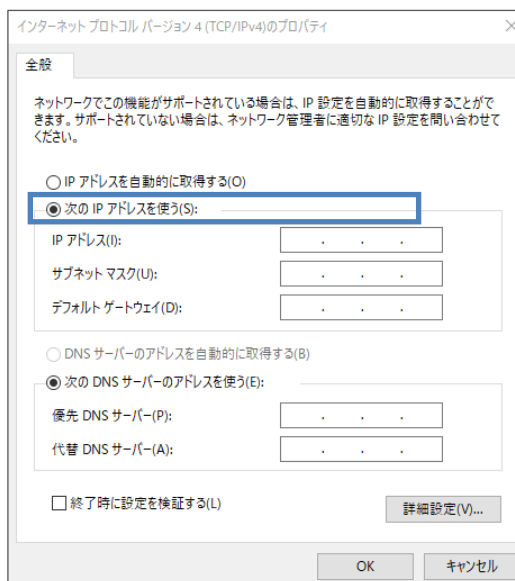 インターネット プロトコル バージョン 4 (TCP/IPv4)のプロパティ
全般
ネットワークでこの機能がサポートされている場合は、IP 設定を自動的に取得することがで
きます。サポートされていない場合は、ネットワーク管理者に適切な IP 設定を問い合わせて
ください。
IP アドレスを自動的に取得する(O)
次の IP アドレスを使う(S):
IP アドレス(I):
サブネット マスク(U):
デフォルト ゲートウェイ(D):
DNS サーバーのアドレスを自動的に取得する(B)
次の DNS サーバーのアドレスを使う(E):
優先 DNS サーバー(P):
代替 DNS サーバー(A):
終了時に設定を検証する(L)
詳細設定(V)...
OK キャンセル